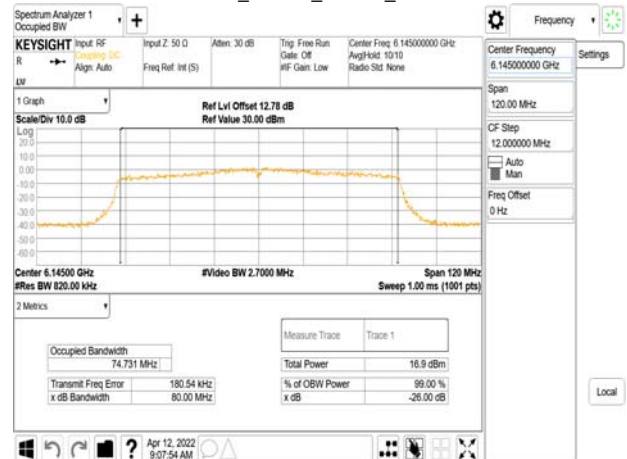 Spectrum Analyzer 1
Occupied BW
Frequency
KEYSIGHT
Input: RF
Input Z: 50 Ω
Atten: 30 dB
Trig: Free Run
Center Freq: 6.145000000 GHz
R
Coupling: DC
Gate: Off
Avg|Hold: 10/10
Align: Auto
Freq Ref: Int (S)
#IF Gain: Low
Radio Std: None
Center Frequency
6.145000000 GHz
Settings
Span
120.00 MHz
CF Step
12.000000 MHz
Auto
Man
Freq Offset
0 Hz
Local
1 Graph
Ref Lvl Offset 12.78 dB
Scale/Div 10.0 dB
Ref Value 30.00 dBm
Log
20.0
10.0
0.00
-10.0
-20.0
-30.0
-40.0
-50.0
-60.0
Center 6.14500 GHz
#Video BW 2.7000 MHz
Span 120 MHz
#Res BW 820.00 kHz
Sweep 1.00 ms (1001 pts)
2 Metrics
Measure Trace
Trace 1
Occupied Bandwidth
74.731 MHz
Total Power
16.9 dBm
Transmit Freq Error
180.54 kHz
% of OBW Power
99.00 %
x dB Bandwidth
80.00 MHz
x dB
-26.00 dB
?
Apr 12, 2022
9:07:54 AM